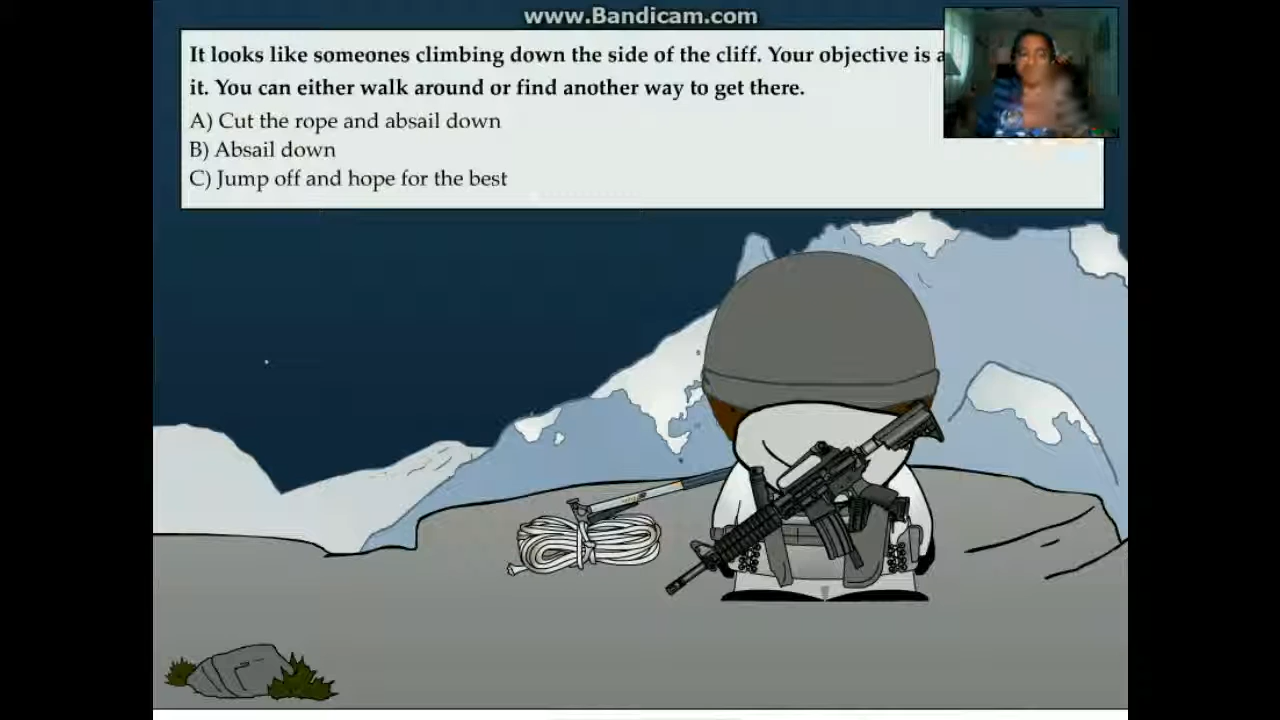 www.Bandicam.com
It looks like someones climbing down the side of the cliff. Your objective is
it. You can either walk around or find another way to get there.
A) Cut the rope and absail down
B) Absail down
C) Jump off and hope for the best